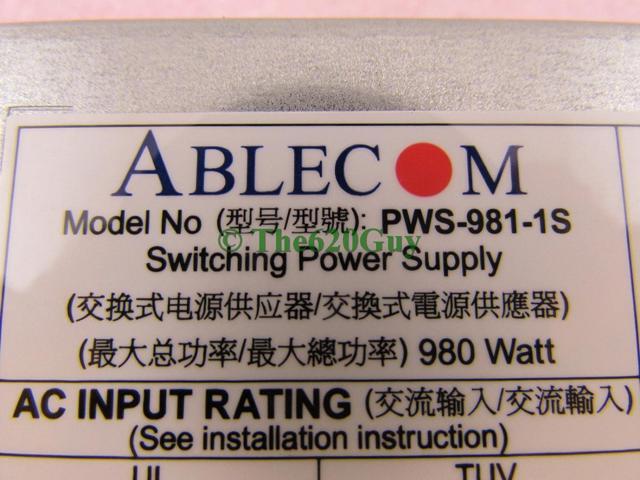 ABLECOM
Model No (型号/型號): PWS-981-1S
© The620Guy
Switching Power Supply
(交换式电源供应器/交換式電源供應器)
(最大总功率/最大總功率) 980 Watt
AC INPUT RATING (交流输入/交流輸入)
(See installation instruction)
UL TUV